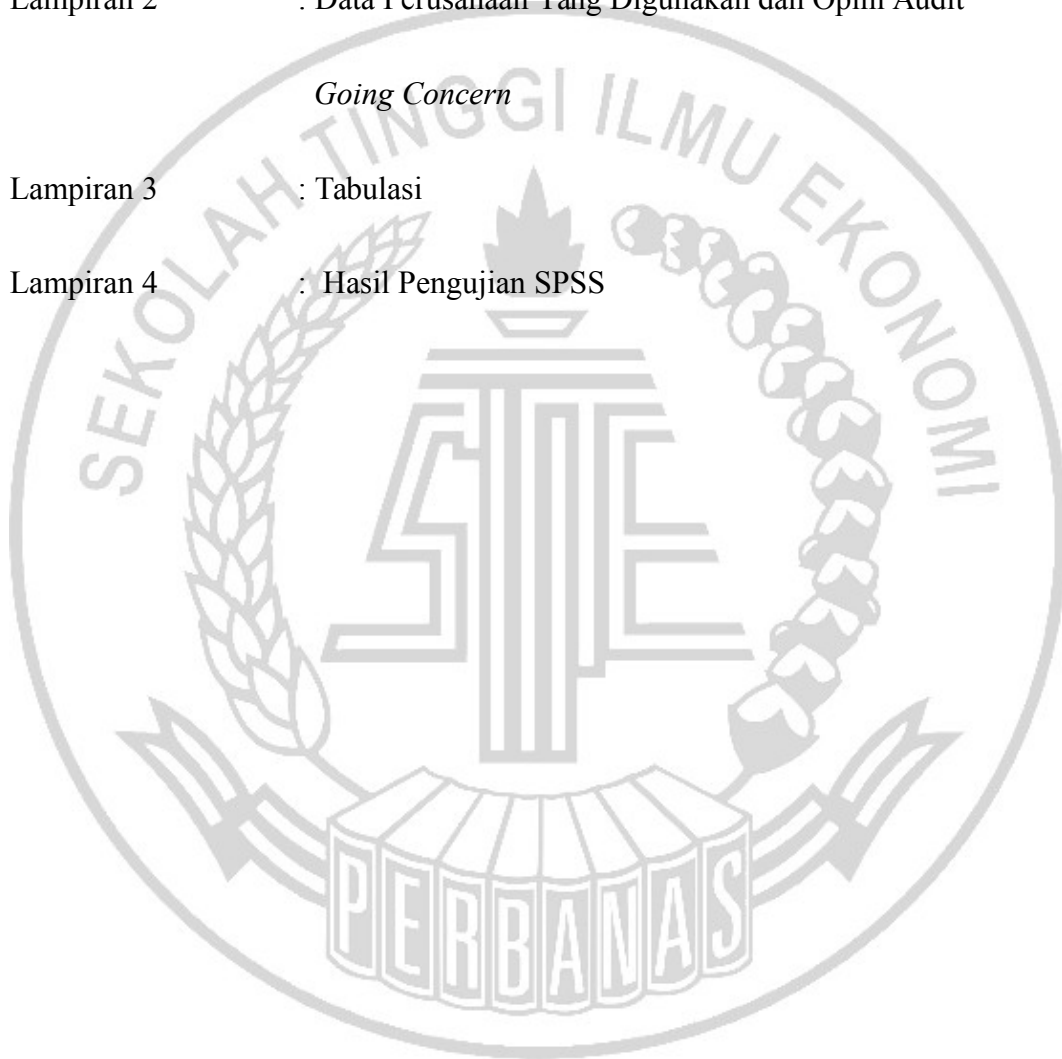 Lampiran 2 : Data Perusahaan Yang Digunakan dan Opini Audit
Going Concern
Lampiran 3 : Tabulasi
Lampiran 4 : Hasil Pengujian SPSS
SEKOLAH TINGGI ILMU EKONOMI
STIE
PERBANAS